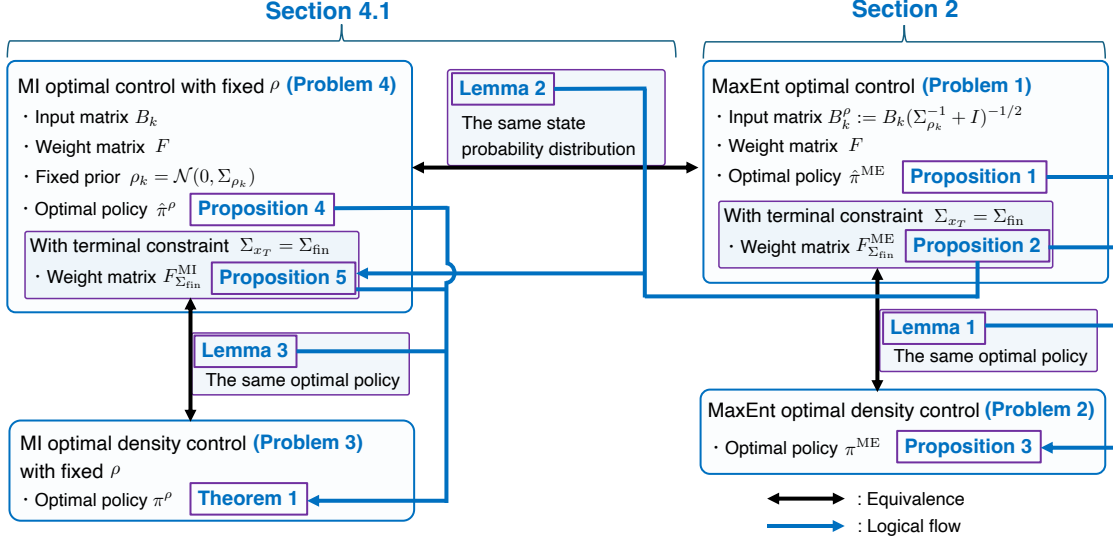 Section 4.1
Section 2
MI optimal control with fixed ρ (Problem 4)
· Input matrix B_k
· Weight matrix F
· Fixed prior ρ_k = 𝒩(0, Σ_{ρ_k})
· Optimal policy π̂^ρ Proposition 4
With terminal constraint Σ_{x_T} = Σ_fin
· Weight matrix F^{MI}_{Σ_fin} Proposition 5
Lemma 2
The same state
probability distribution
MaxEnt optimal control (Problem 1)
· Input matrix B_k^ρ := B_k(Σ_{ρ_k}^{-1} + I)^{-1/2}
· Weight matrix F
· Optimal policy π̂^{ME} Proposition 1
With terminal constraint Σ_{x_T} = Σ_fin
· Weight matrix F^{ME}_{Σ_fin} Proposition 2
Lemma 3
The same optimal policy
Lemma 1
The same optimal policy
MI optimal density control (Problem 3)
with fixed ρ
· Optimal policy π^ρ Theorem 1
MaxEnt optimal density control (Problem 2)
· Optimal policy π^{ME} Proposition 3
: Equivalence
: Logical flow